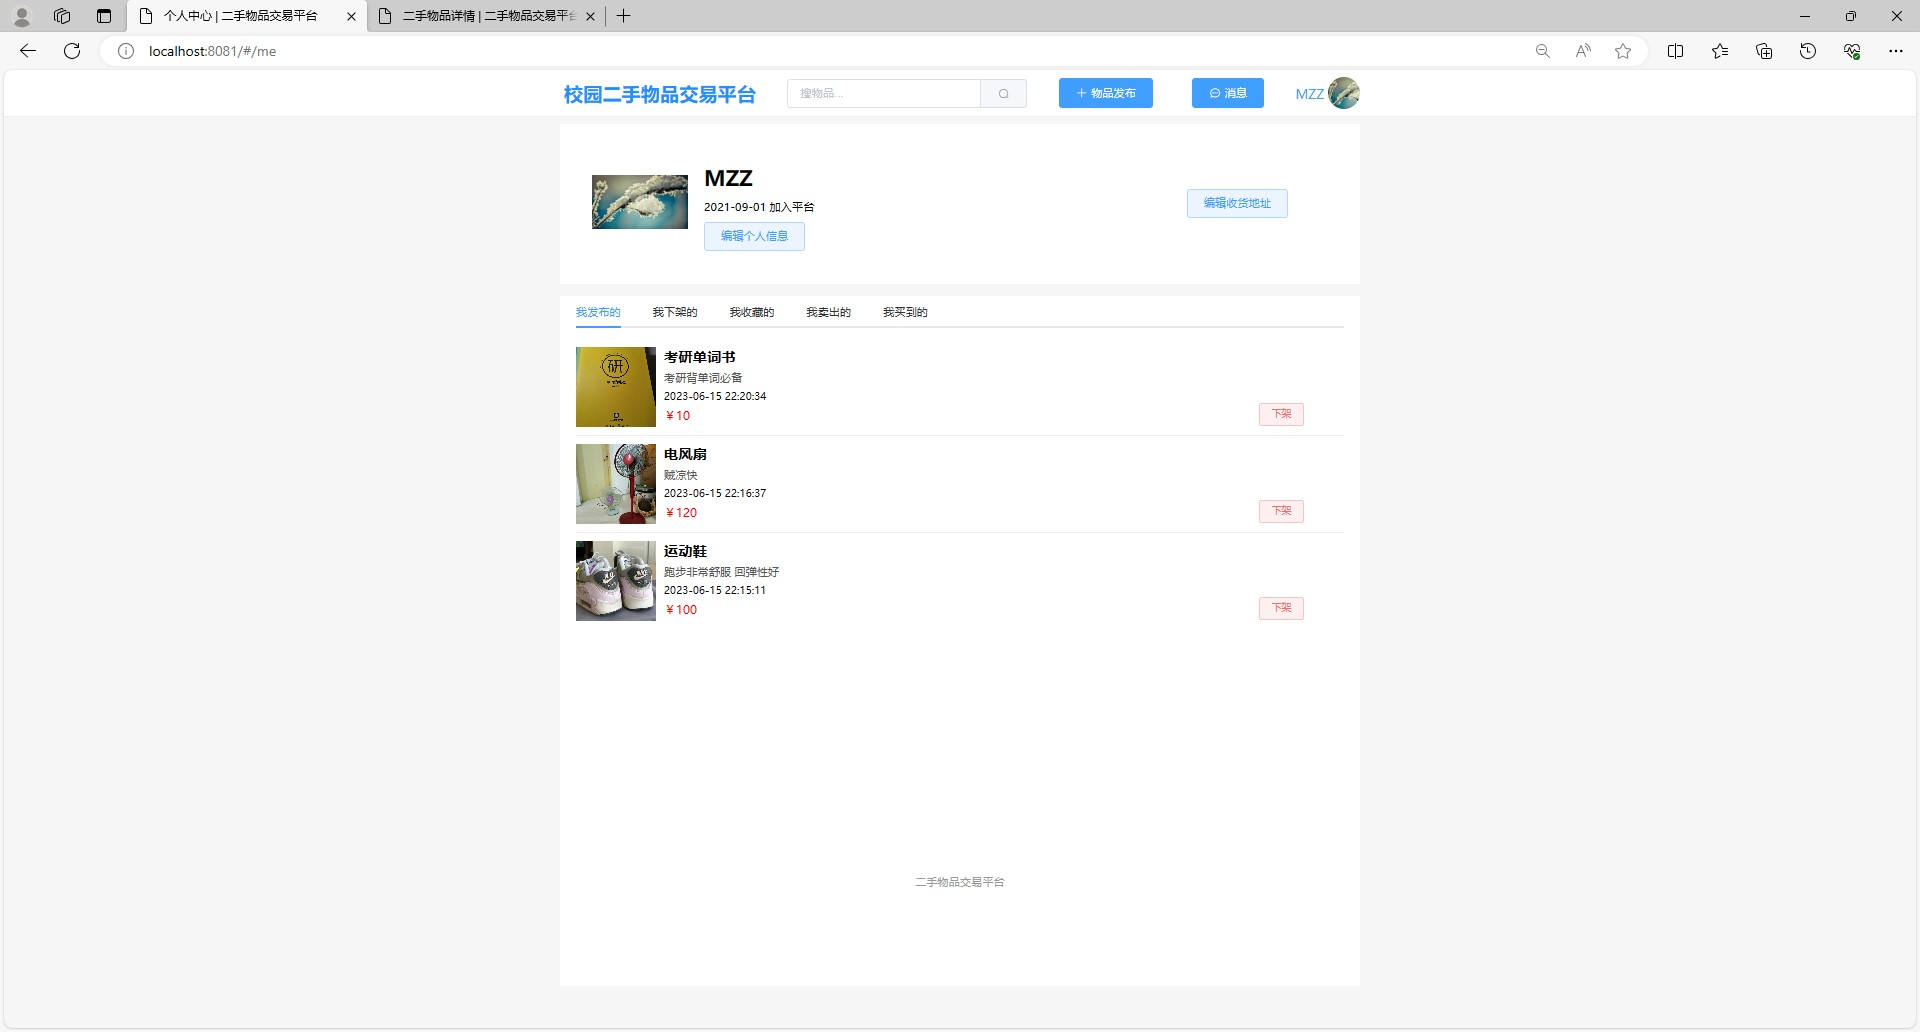 个人中心 | 二手物品交易平台
二手物品详情 | 二手物品交易平台
localhost:8081/#/me
校园二手物品交易平台
搜物品...
物品发布
消息
MZZ
MZZ
2021-09-01 加入平台
编辑个人信息
编辑收货地址
我发布的 我下架的 我收藏的 我卖出的 我买到的
研
考研单词书
考研背单词必备
2023-06-15 22:20:34
￥10
下架
电风扇
贼凉快
2023-06-15 22:16:37
￥120
下架
运动鞋
跑步非常舒服 回弹性好
2023-06-15 22:15:11
￥100
下架
二手物品交易平台